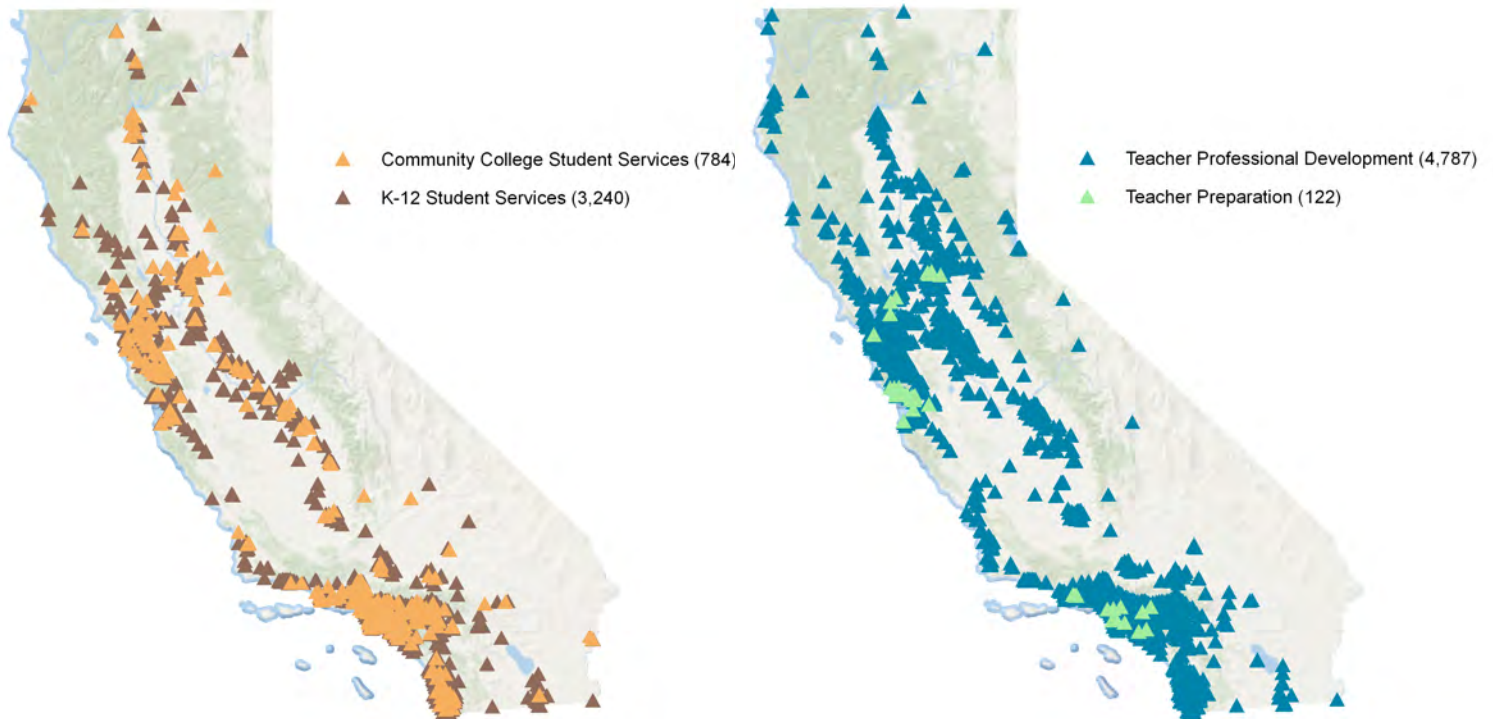 Community College Student Services (784)
K-12 Student Services (3,240)
Teacher Professional Development (4,787)
Teacher Preparation (122)